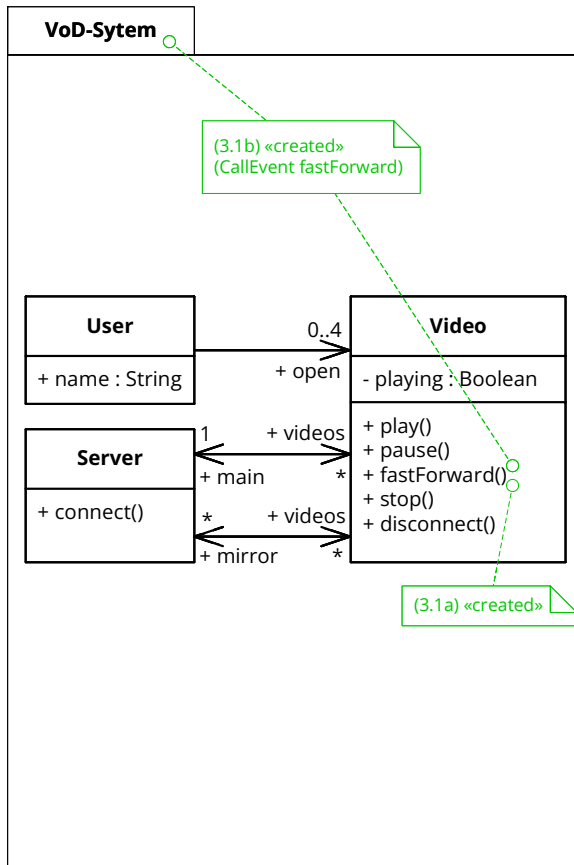 VoD-Sytem
(3.1b) «created»
(CallEvent fastForward)
User
+ name : String
0..4
+ open
Video
- playing : Boolean
+ play()
+ pause()
+ fastForward()
+ stop()
+ disconnect()
Server
+ connect()
1
+ videos
+ main
*
*
+ videos
+ mirror
*
(3.1a) «created»